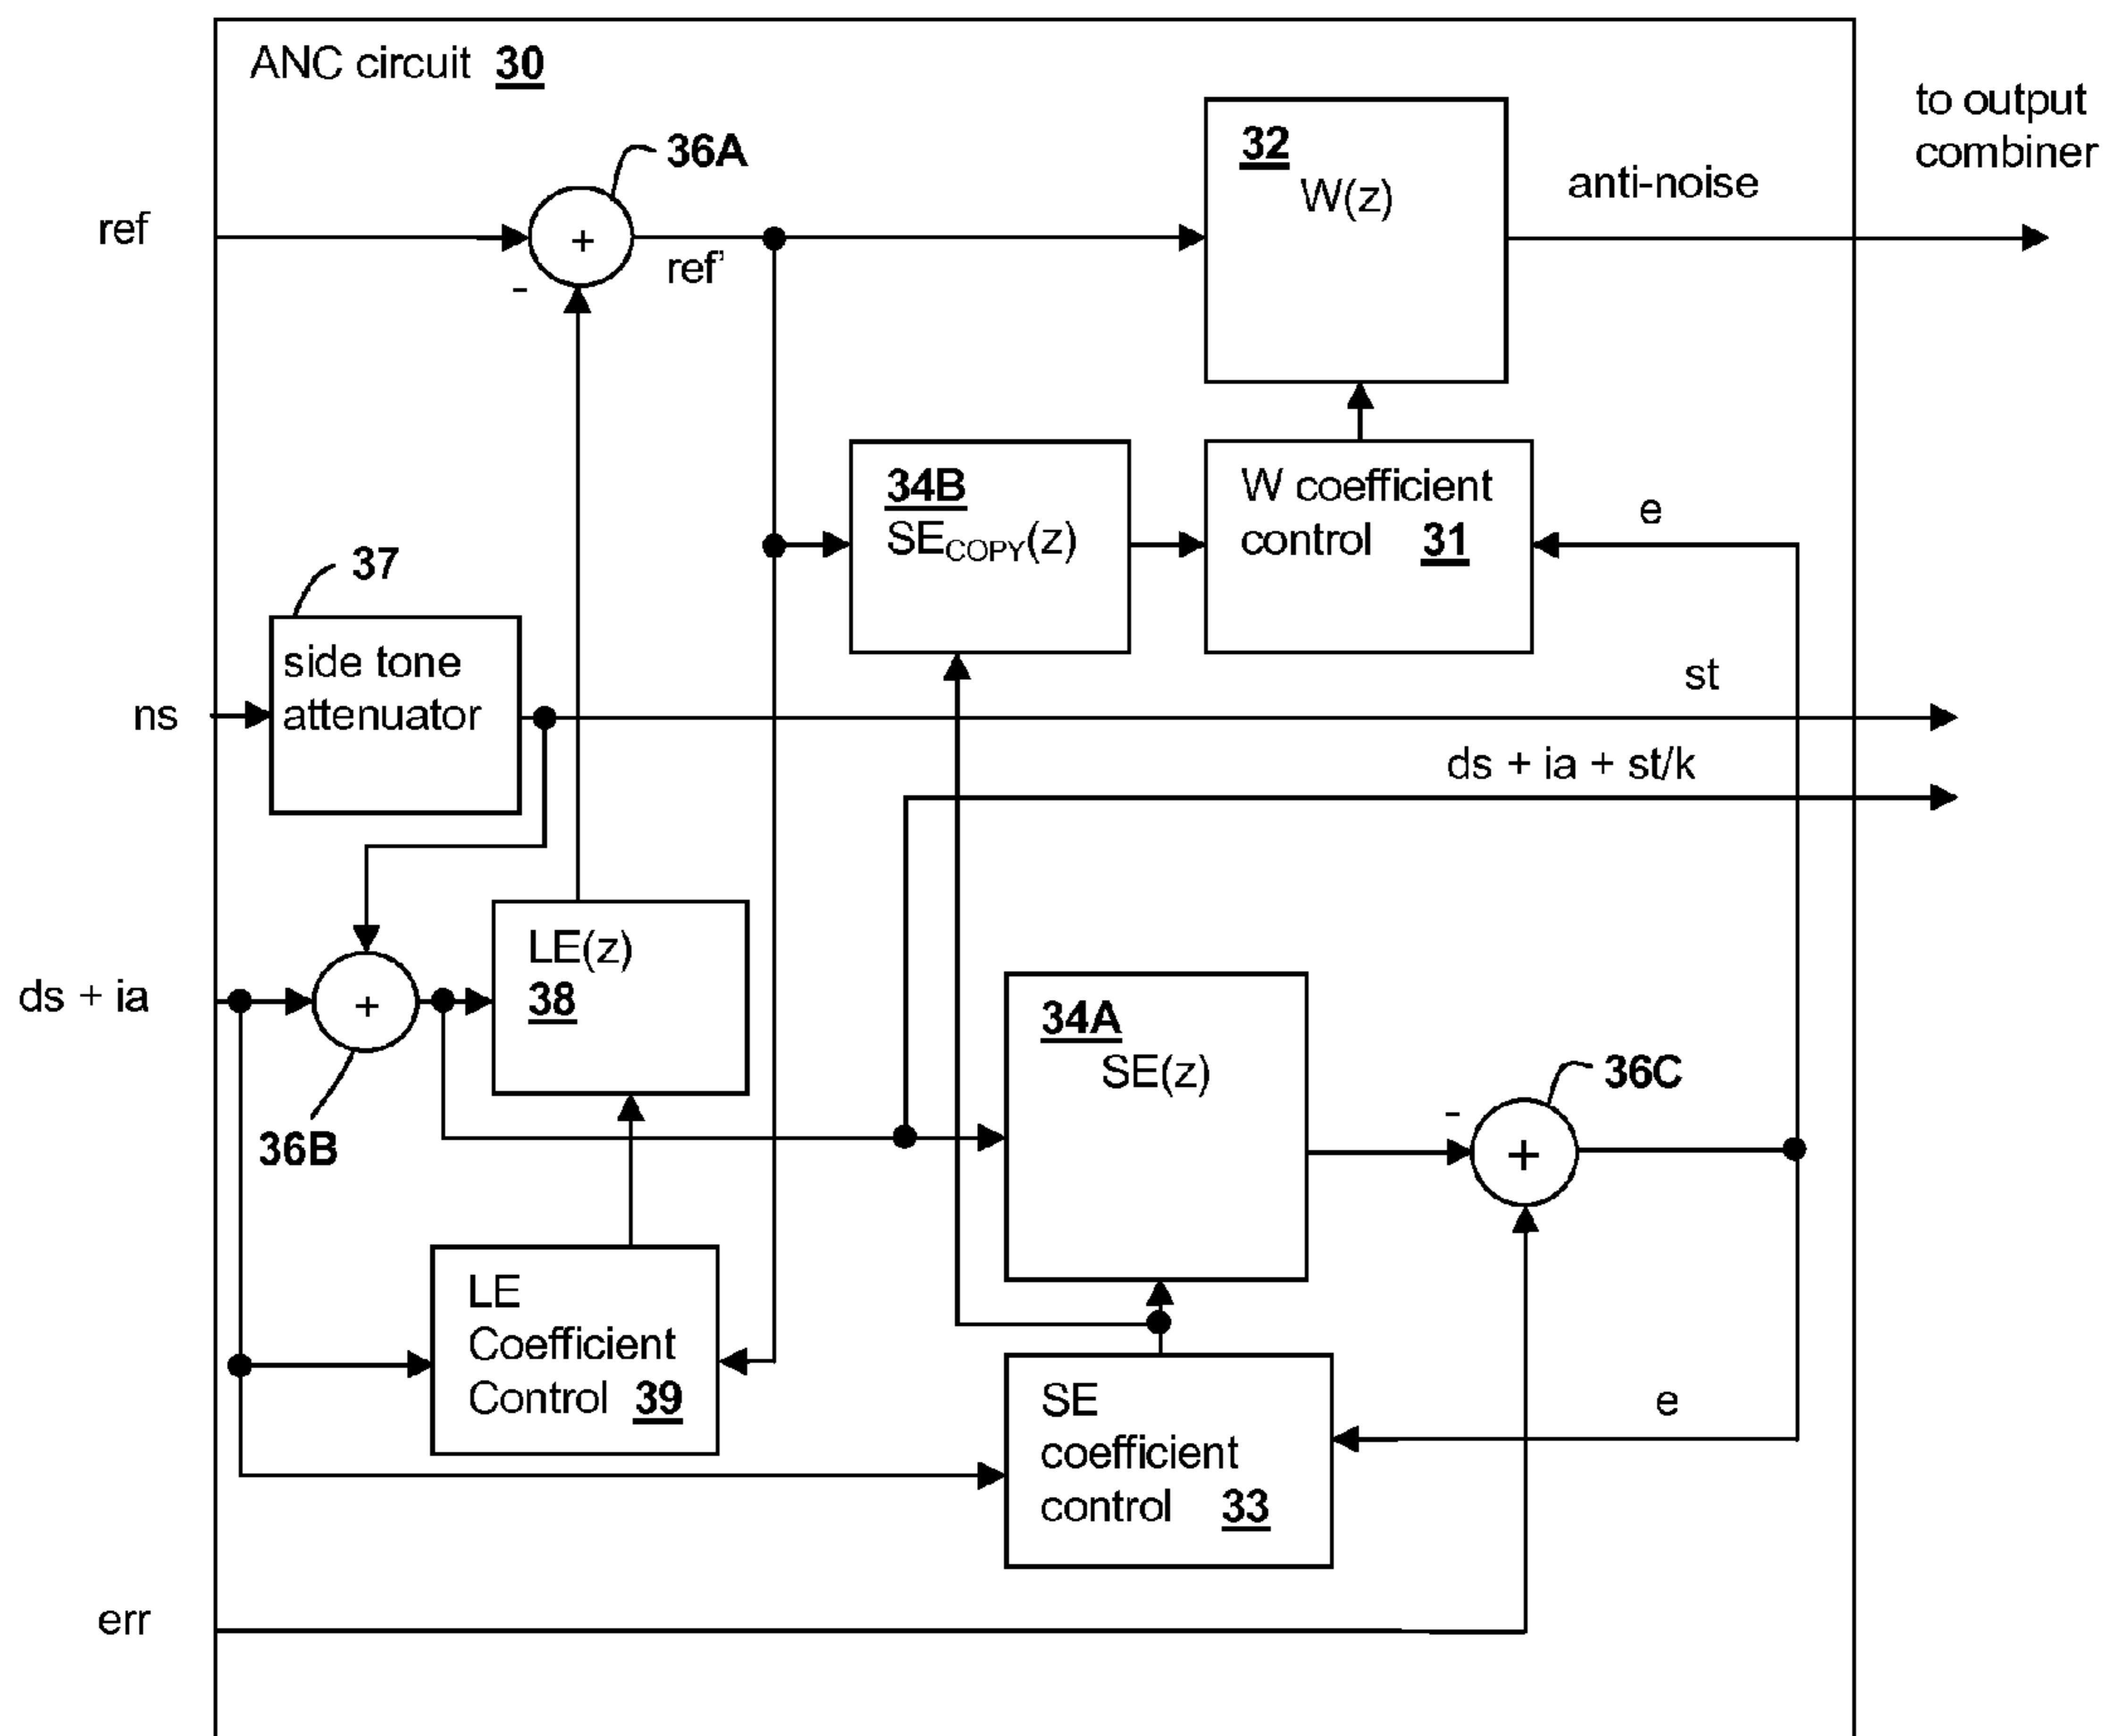 ANC circuit 30
to output
combiner
36A
32
W(z)
anti-noise
ref
+
-
ref'
34B
SECOPY(z)
W coefficient
control 31
e
37
side tone
attenuator
ns
st
ds + ia + st/k
LE(z)
38
ds + ia
+
36B
34A
SE(z)
36C
-
+
LE
Coefficient
Control 39
SE
coefficient
control 33
e
err